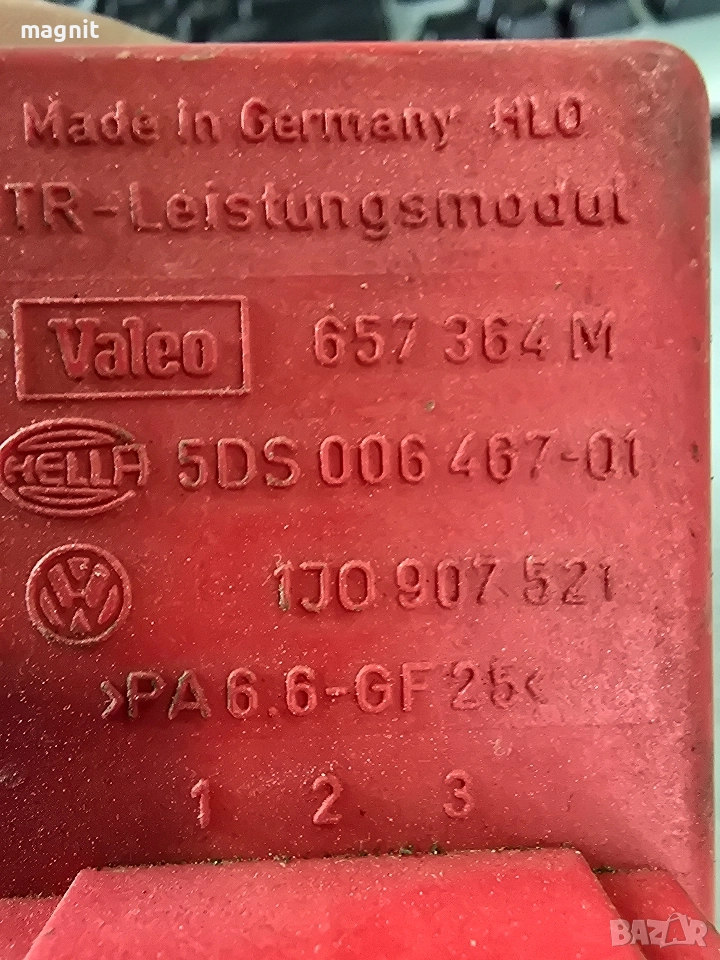 magnit
Made in Germany HLO
TR-Leistungsmodul
Valeo 657 364 M
HELLA 5DS 006 467-01
VW 1J0 907 521
>PA 6.6-GF 25<
1 2 3
BAZAR